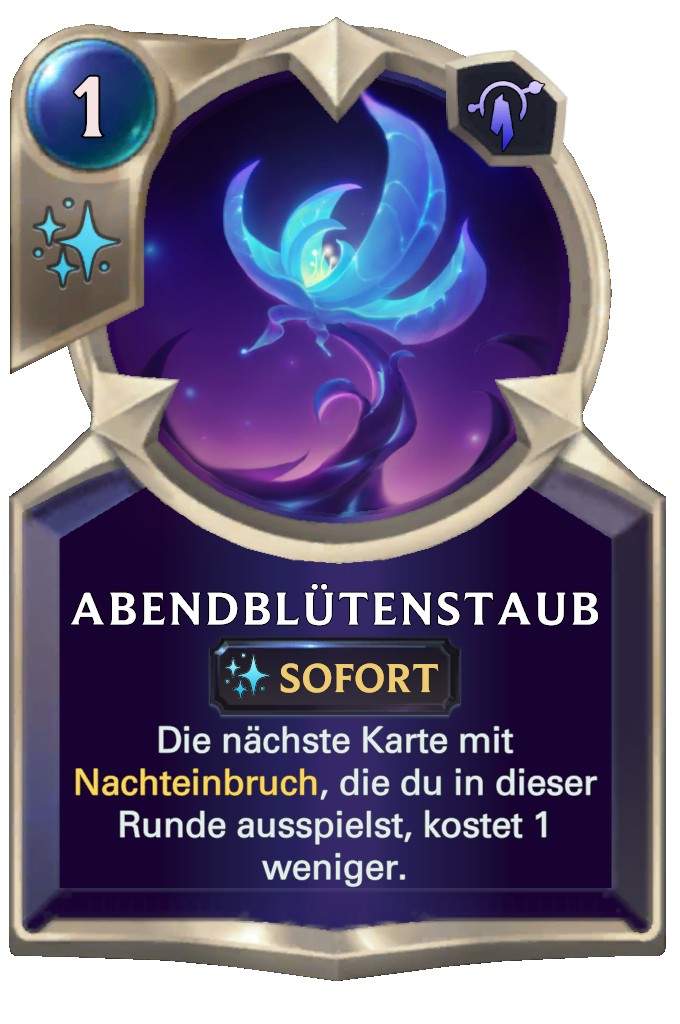 1
ABENDBLÜTENSTAUB
SOFORT
Die nächste Karte mit
Nachteinbruch, die du in dieser
Runde ausspielst, kostet 1
weniger.